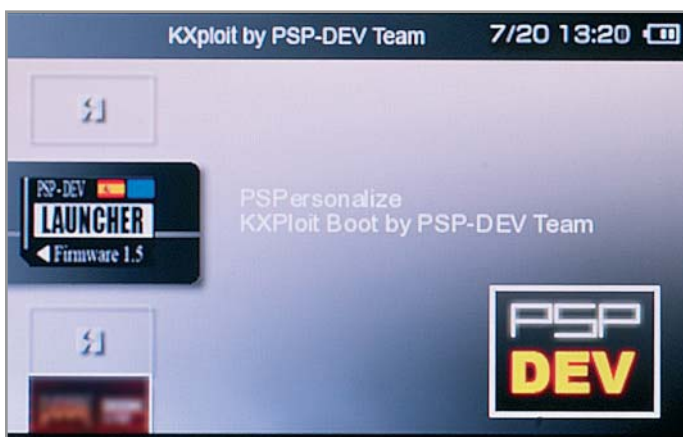 KXploit by PSP-DEV Team
7/20 13:20
PSP-DEV
LAUNCHER
Firmware 1.5
PSPersonalize
KXPloit Boot by PSP-DEV Team
PSP
DEV